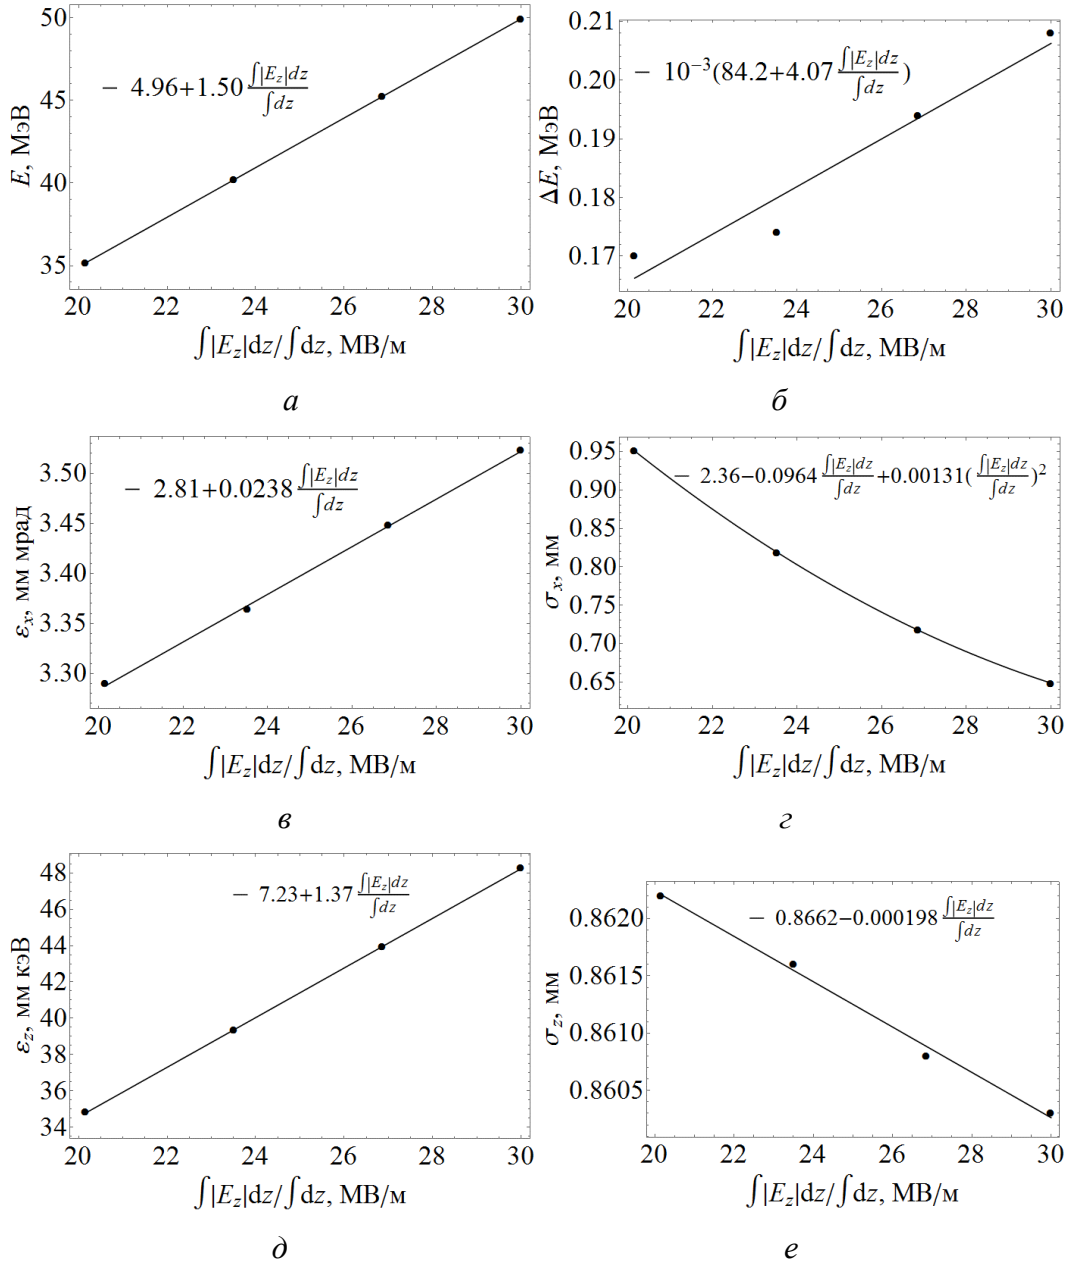 50
45
40
35
E, МэВ
— 4.96+1.50 ∫|E_z|dz/∫dz
20 22 24 26 28 30
∫|E_z|dz/∫dz, МВ/м
а
0.21
0.20
0.19
0.18
0.17
ΔE, МэВ
— 10⁻³(84.2+4.07 ∫|E_z|dz/∫dz)
20 22 24 26 28 30
∫|E_z|dz/∫dz, МВ/м
б
3.50
3.45
3.40
3.35
3.30
ε_x, мм мрад
— 2.81+0.0238 ∫|E_z|dz/∫dz
20 22 24 26 28 30
∫|E_z|dz/∫dz, МВ/м
в
0.95
0.90
0.85
0.80
0.75
0.70
0.65
σ_x, мм
— 2.36−0.0964 ∫|E_z|dz/∫dz+0.00131(∫|E_z|dz/∫dz)²
20 22 24 26 28 30
∫|E_z|dz/∫dz, МВ/м
г
48
46
44
42
40
38
36
34
ε_z, мм кэВ
— 7.23+1.37 ∫|E_z|dz/∫dz
20 22 24 26 28 30
∫|E_z|dz/∫dz, МВ/м
д
0.8620
0.8615
0.8610
0.8605
σ_z, мм
— 0.8662−0.000198 ∫|E_z|dz/∫dz
20 22 24 26 28 30
∫|E_z|dz/∫dz, МВ/м
е